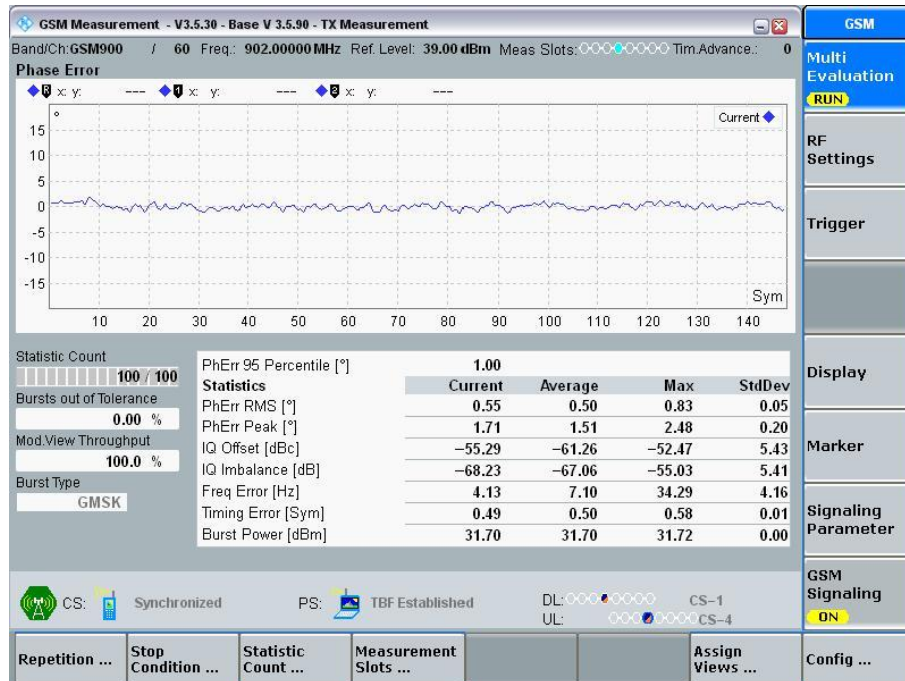 GSM Measurement - V3.5.30 - Base V 3.5.90 - TX Measurement
GSM
Band/Ch:GSM900 / 60 Freq.: 902.00000 MHz Ref. Level: 39.00 dBm Meas Slots: Tim.Advance.: 0
Phase Error
R x: y: --- 1 x: y: --- 2 x: y: ---
°
Current
15
10
5
0
-5
-10
-15
Sym
10 20 30 40 50 60 70 80 90 100 110 120 130 140
Statistic Count
100 / 100
Bursts out of Tolerance
0.00 %
Mod.View Throughput
100.0 %
Burst Type
GMSK
PhErr 95 Percentile [°] 1.00
Statistics Current Average Max StdDev
PhErr RMS [°] 0.55 0.50 0.83 0.05
PhErr Peak [°] 1.71 1.51 2.48 0.20
IQ Offset [dBc] -55.29 -61.26 -52.47 5.43
IQ Imbalance [dB] -68.23 -67.06 -55.03 5.41
Freq Error [Hz] 4.13 7.10 34.29 4.16
Timing Error [Sym] 0.49 0.50 0.58 0.01
Burst Power [dBm] 31.70 31.70 31.72 0.00
CS: Synchronized PS: TBF Established DL: CS-1
UL: CS-4
Multi
Evaluation
RUN
RF
Settings
Trigger
Display
Marker
Signaling
Parameter
GSM
Signaling
ON
Repetition ...
Stop
Condition ...
Statistic
Count ...
Measurement
Slots ...
Assign
Views ...
Config ...